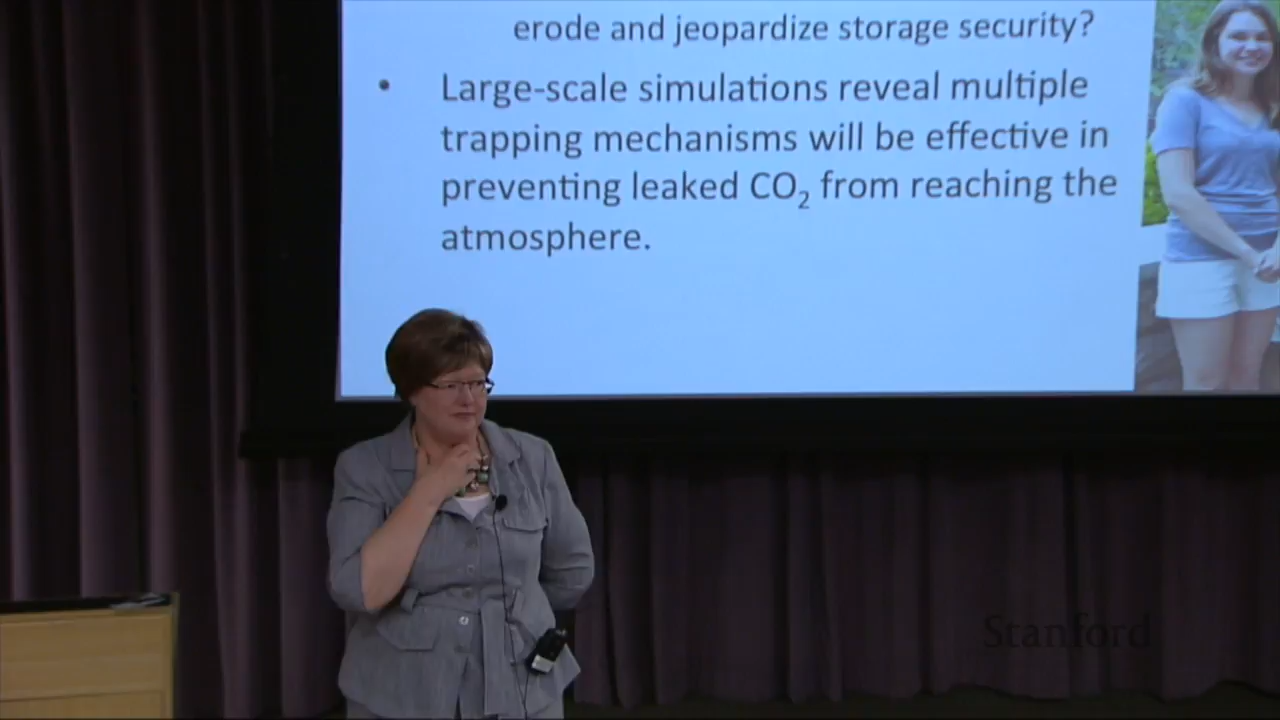 erode and jeopardize storage security?
• Large-scale simulations reveal multiple
trapping mechanisms will be effective in
preventing leaked CO₂ from reaching the
atmosphere.
Stanford